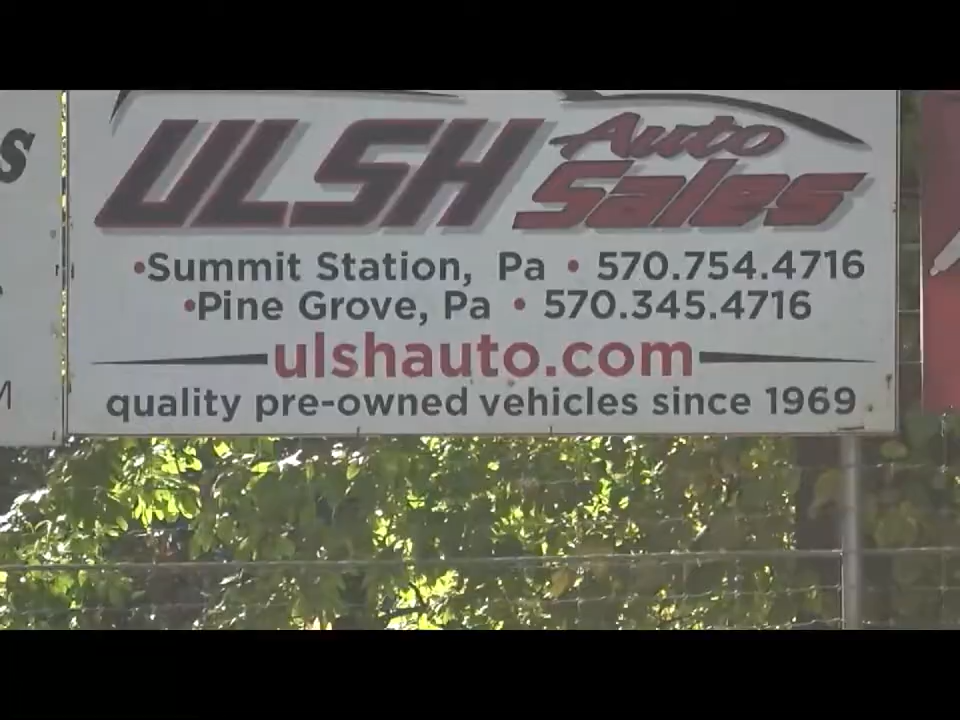 ULSH Auto Sales
•Summit Station, Pa • 570.754.4716
•Pine Grove, Pa • 570.345.4716
ulshauto.com
quality pre-owned vehicles since 1969
s
M